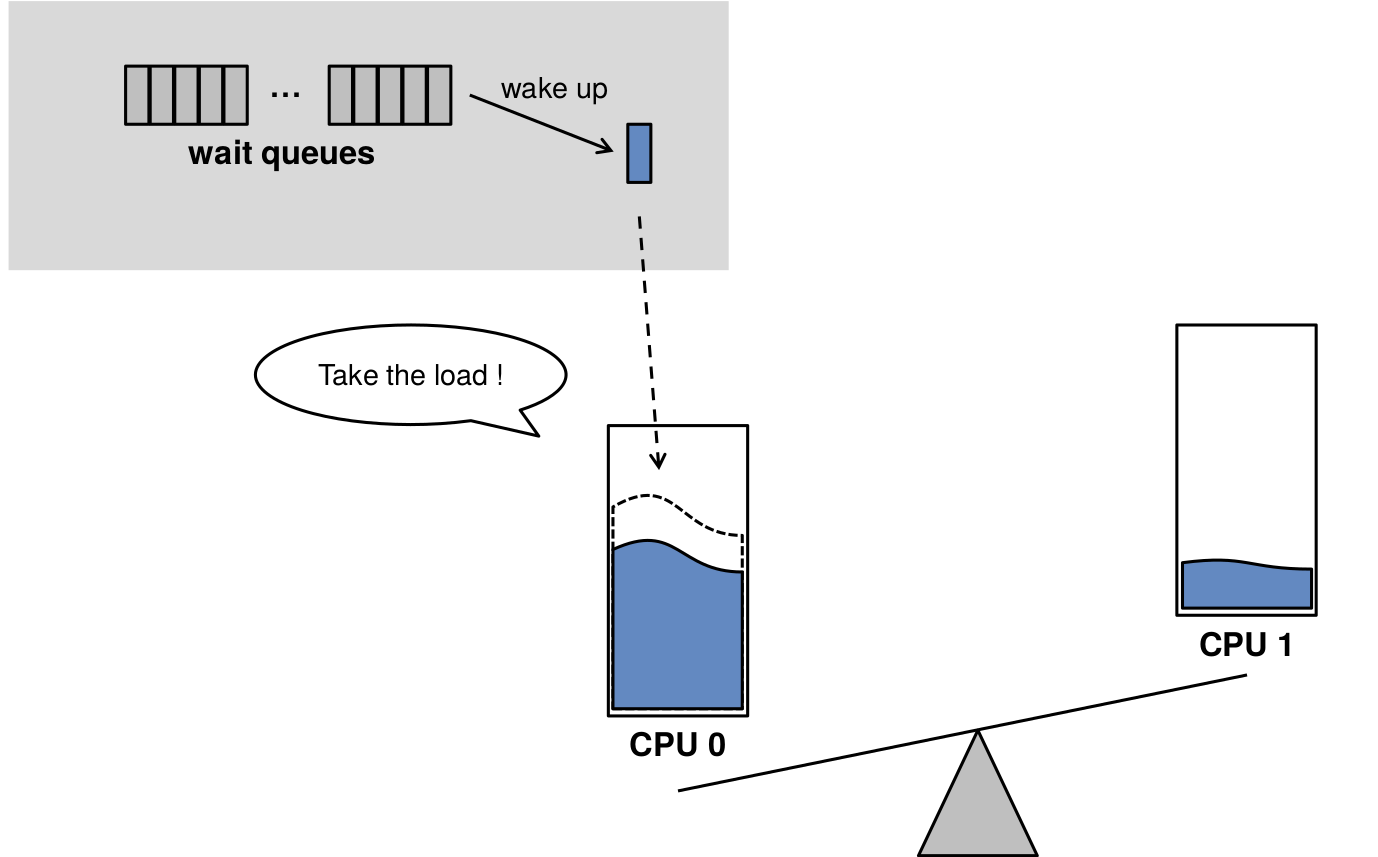 wake up
...
wait queues
Take the load !
CPU 1
CPU 0